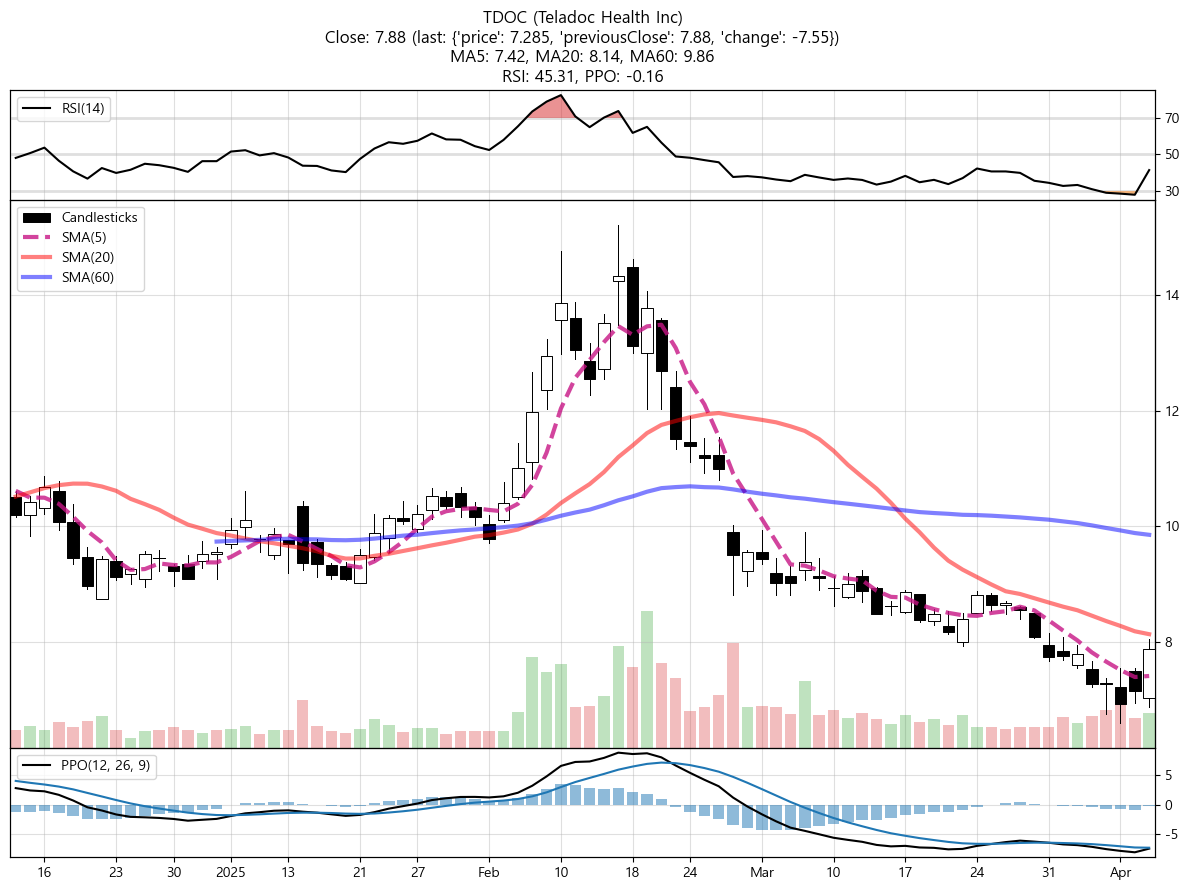 TDOC (Teladoc Health Inc)
Close: 7.88 (last: {'price': 7.285, 'previousClose': 7.88, 'change': -7.55})
MA5: 7.42, MA20: 8.14, MA60: 9.86
RSI: 45.31, PPO: -0.16
RSI(14)
70
50
30
Candlesticks
SMA(5)
SMA(20)
SMA(60)
14
12
10
8
PPO(12, 26, 9)
5
0
-5
16 23 30 2025 13 21 27 Feb 10 18 24 Mar 10 17 24 31 Apr